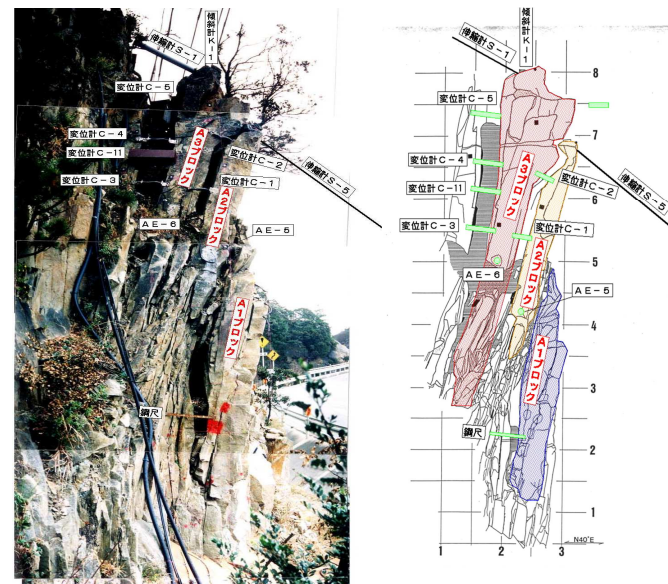 傾斜計K-1
伸縮計S-1
変位計C-5
変位計C-4
変位計C-11
変位計C-3
A3ブロック
変位計C-2
変位計C-1
伸縮計S-5
A2ブロック
AE-6
AE-5
A1ブロック
鋼尺
傾斜計K-1
伸縮計S-1
変位計C-5
変位計C-4
変位計C-11
変位計C-3
A3ブロック
変位計C-2
変位計C-1
伸縮計S-5
A2ブロック
AE-6
AE-5
A1ブロック
鋼尺
8
7
6
5
4
3
2
1
N40°E
1 2 3